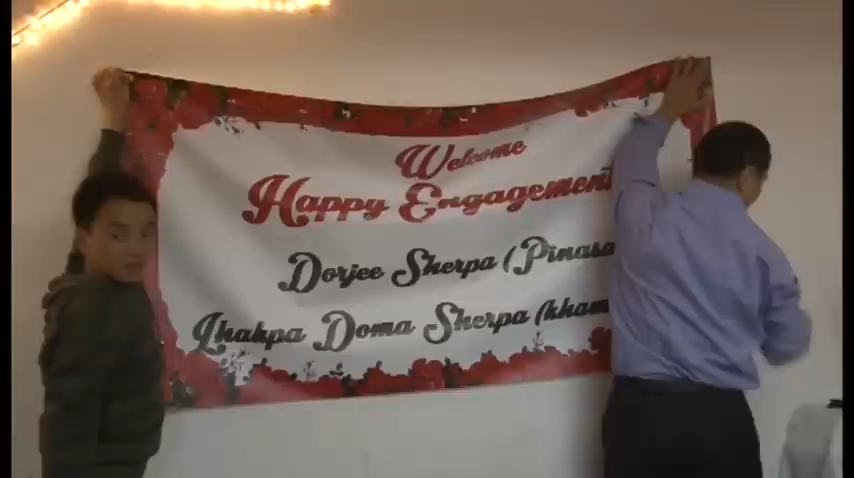 Welcome
Happy Engagement
Dorjee Sherpa (Pinasa
Lhakpa Doma Sherpa (kham